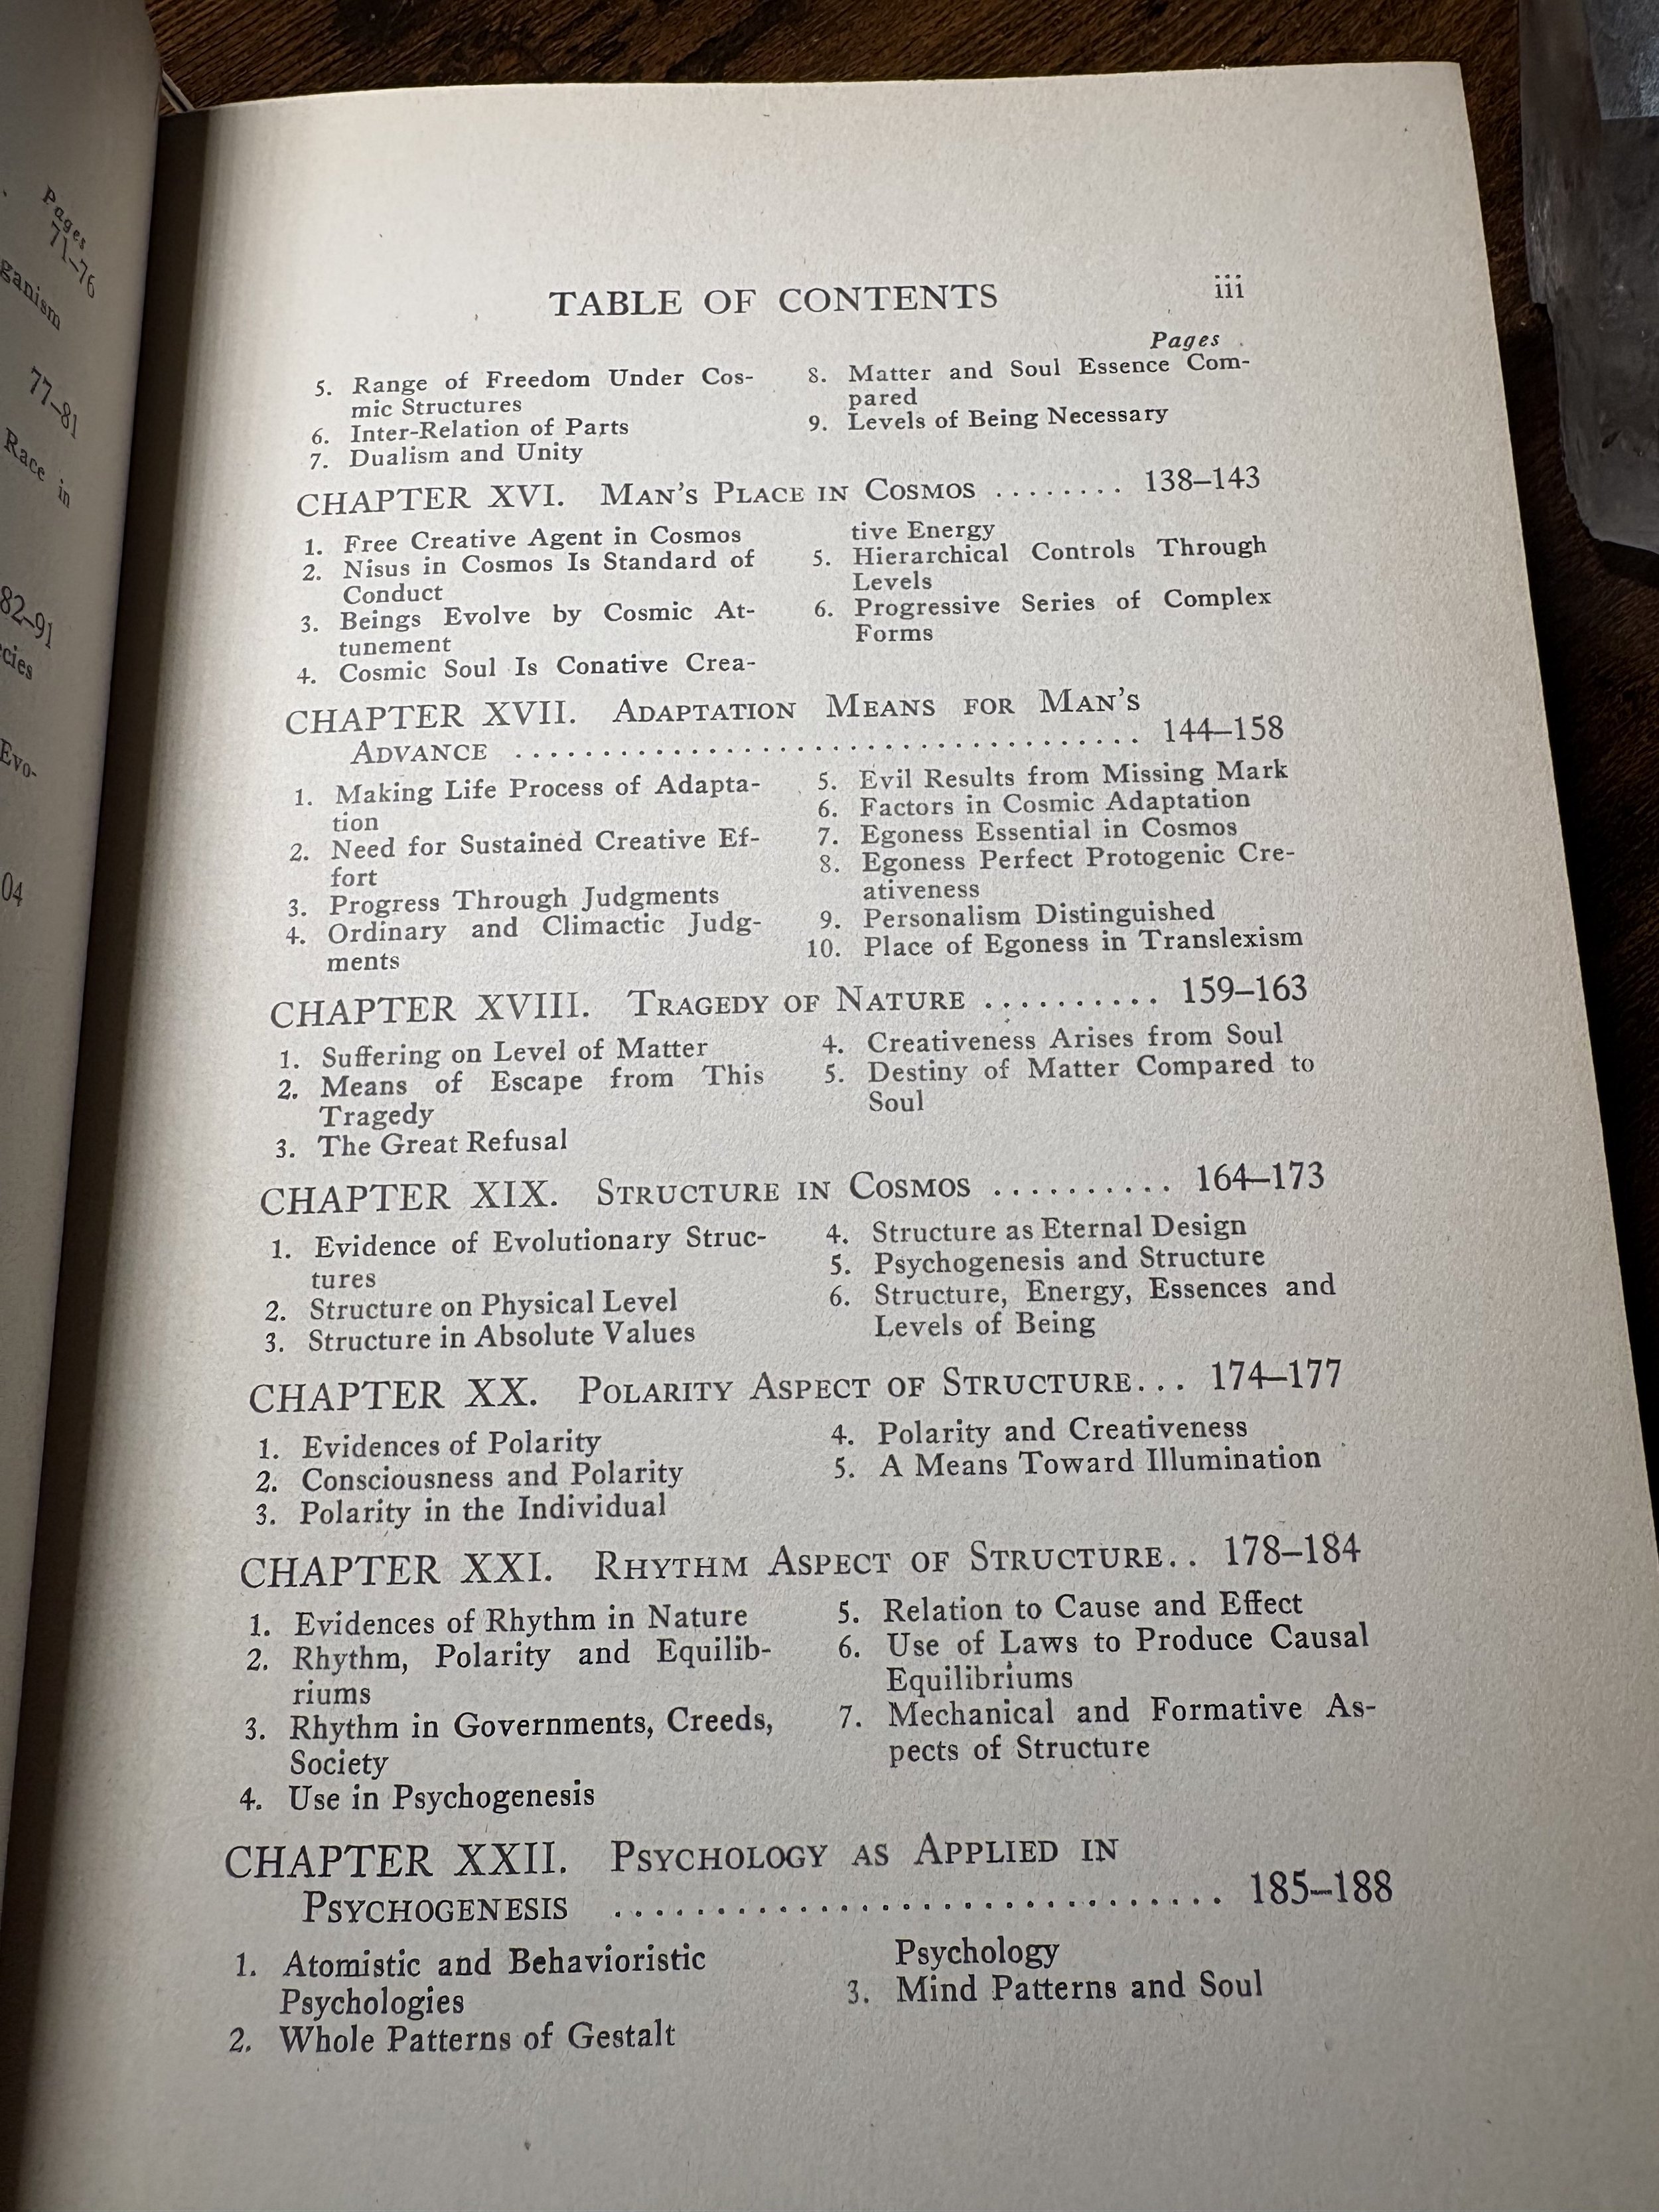 Pages
71–76
ganism
77–81
Race in
82–91
cies
Evo-
04
TABLE OF CONTENTS
iii
Pages
5. Range of Freedom Under Cos-
mic Structures
6. Inter-Relation of Parts
7. Dualism and Unity
8. Matter and Soul Essence Com-
pared
9. Levels of Being Necessary
CHAPTER XVI. Man's Place in Cosmos ........ 138–143
1. Free Creative Agent in Cosmos
2. Nisus in Cosmos Is Standard of
Conduct
3. Beings Evolve by Cosmic At-
tunement
4. Cosmic Soul Is Conative Crea-
tive Energy
5. Hierarchical Controls Through
Levels
6. Progressive Series of Complex
Forms
CHAPTER XVII. Adaptation Means for Man's
Advance .................................... 144–158
1. Making Life Process of Adapta-
tion
2. Need for Sustained Creative Ef-
fort
3. Progress Through Judgments
4. Ordinary and Climactic Judg-
ments
5. Evil Results from Missing Mark
6. Factors in Cosmic Adaptation
7. Egoness Essential in Cosmos
8. Egoness Perfect Protogenic Cre-
ativeness
9. Personalism Distinguished
10. Place of Egoness in Translexism
CHAPTER XVIII. Tragedy of Nature .......... 159–163
1. Suffering on Level of Matter
2. Means of Escape from This
Tragedy
3. The Great Refusal
4. Creativeness Arises from Soul
5. Destiny of Matter Compared to
Soul
CHAPTER XIX. Structure in Cosmos .......... 164–173
1. Evidence of Evolutionary Struc-
tures
2. Structure on Physical Level
3. Structure in Absolute Values
4. Structure as Eternal Design
5. Psychogenesis and Structure
6. Structure, Energy, Essences and
Levels of Being
CHAPTER XX. Polarity Aspect of Structure... 174–177
1. Evidences of Polarity
2. Consciousness and Polarity
3. Polarity in the Individual
4. Polarity and Creativeness
5. A Means Toward Illumination
CHAPTER XXI. Rhythm Aspect of Structure.. 178–184
1. Evidences of Rhythm in Nature
2. Rhythm, Polarity and Equilib-
riums
3. Rhythm in Governments, Creeds,
Society
4. Use in Psychogenesis
5. Relation to Cause and Effect
6. Use of Laws to Produce Causal
Equilibriums
7. Mechanical and Formative As-
pects of Structure
CHAPTER XXII. Psychology as Applied in
Psychogenesis .............................. 185–188
1. Atomistic and Behavioristic
Psychologies
2. Whole Patterns of Gestalt
Psychology
3. Mind Patterns and Soul